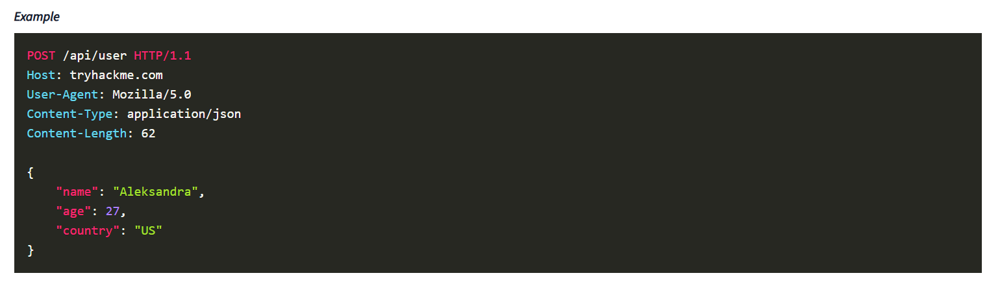 Example
POST /api/user HTTP/1.1
Host: tryhackme.com
User-Agent: Mozilla/5.0
Content-Type: application/json
Content-Length: 62

{
    "name": "Aleksandra",
    "age": 27,
    "country": "US"
}